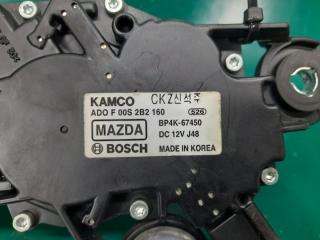 KAMCO CKZ신석주
ADO F 00S 2B2 160 526
MAZDA BP4K-67450
DC 12V J48
BOSCH MADE IN KOREA